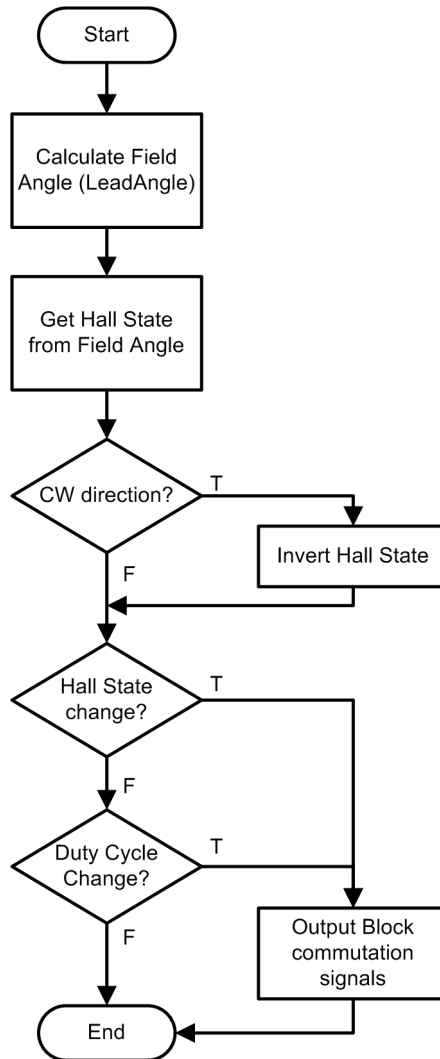 Start
Calculate Field
Angle (LeadAngle)
Get Hall State
from Field Angle
CW direction?
T
Invert Hall State
F
Hall State
change?
T
F
Duty Cycle
Change?
T
F
Output Block
commutation
signals
End